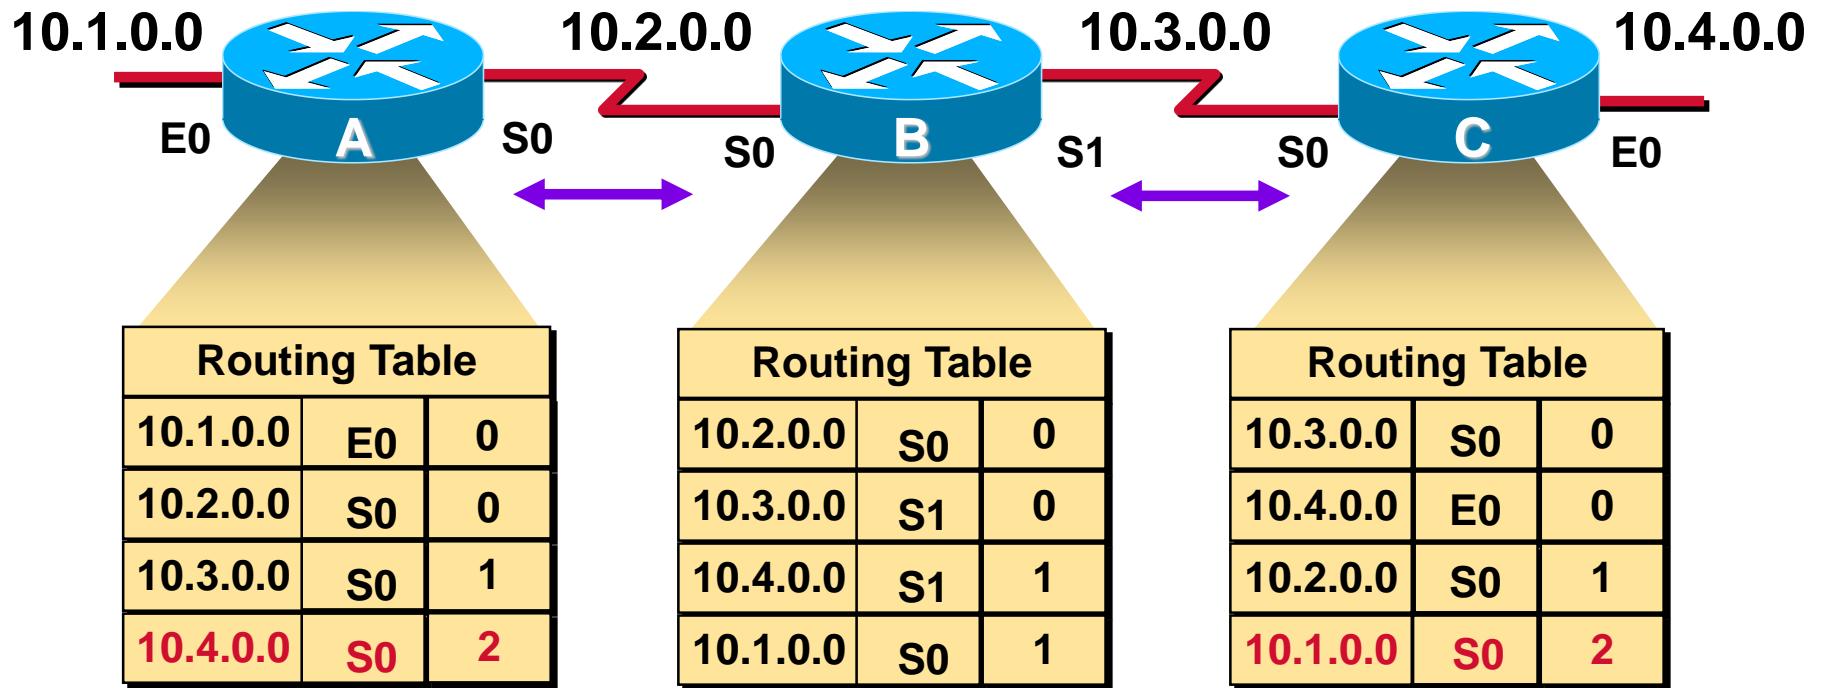 10.1.0.0 10.2.0.0 10.3.0.0 10.4.0.0
A B C
E0 S0 S0 S1 S0 E0
Routing Table
10.1.0.0 E0 0
10.2.0.0 S0 0
10.3.0.0 S0 1
10.4.0.0 S0 2
Routing Table
10.2.0.0 S0 0
10.3.0.0 S1 0
10.4.0.0 S1 1
10.1.0.0 S0 1
Routing Table
10.3.0.0 S0 0
10.4.0.0 E0 0
10.2.0.0 S0 1
10.1.0.0 S0 2